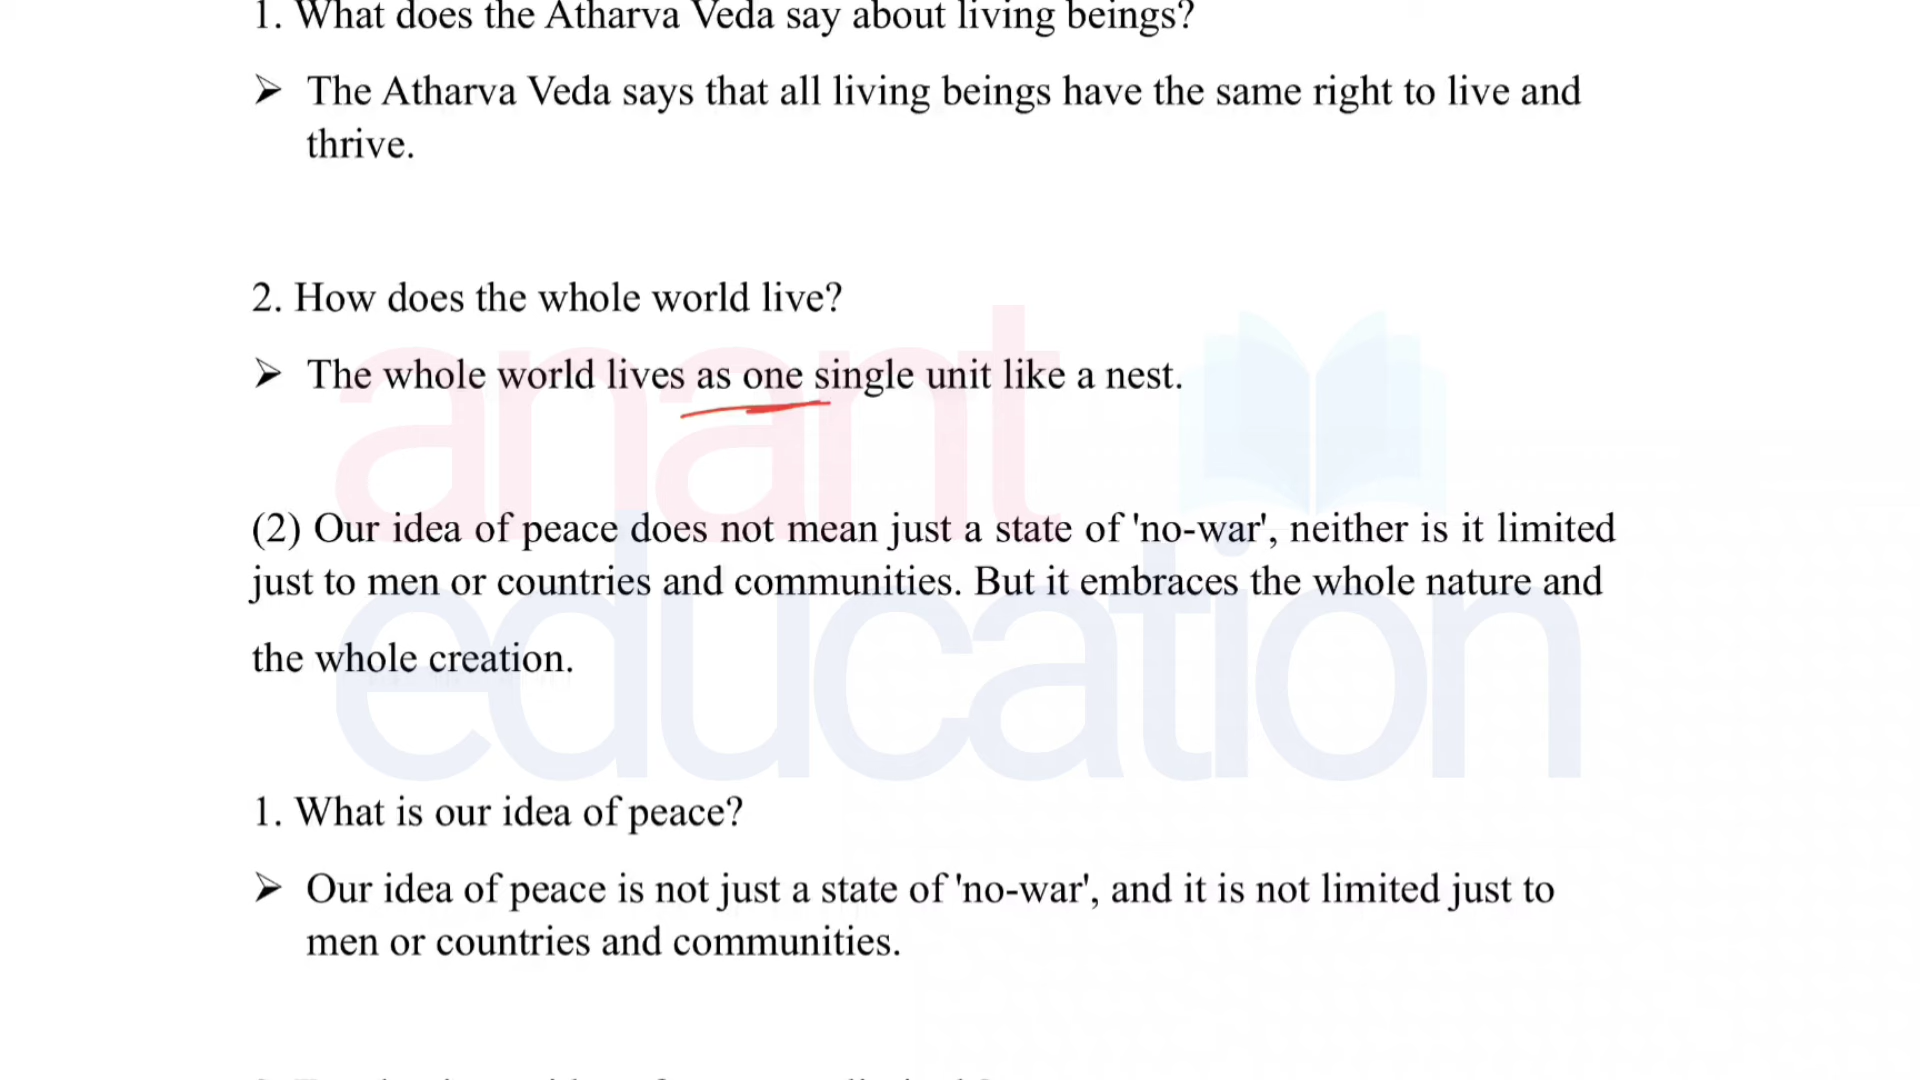 1. What does the Atharva Veda say about living beings?
➢ The Atharva Veda says that all living beings have the same right to live and
thrive.
2. How does the whole world live?
➢ The whole world lives as one single unit like a nest.
(2) Our idea of peace does not mean just a state of 'no-war', neither is it limited
just to men or countries and communities. But it embraces the whole nature and
the whole creation.
1. What is our idea of peace?
➢ Our idea of peace is not just a state of 'no-war', and it is not limited just to
men or countries and communities.
anant
education